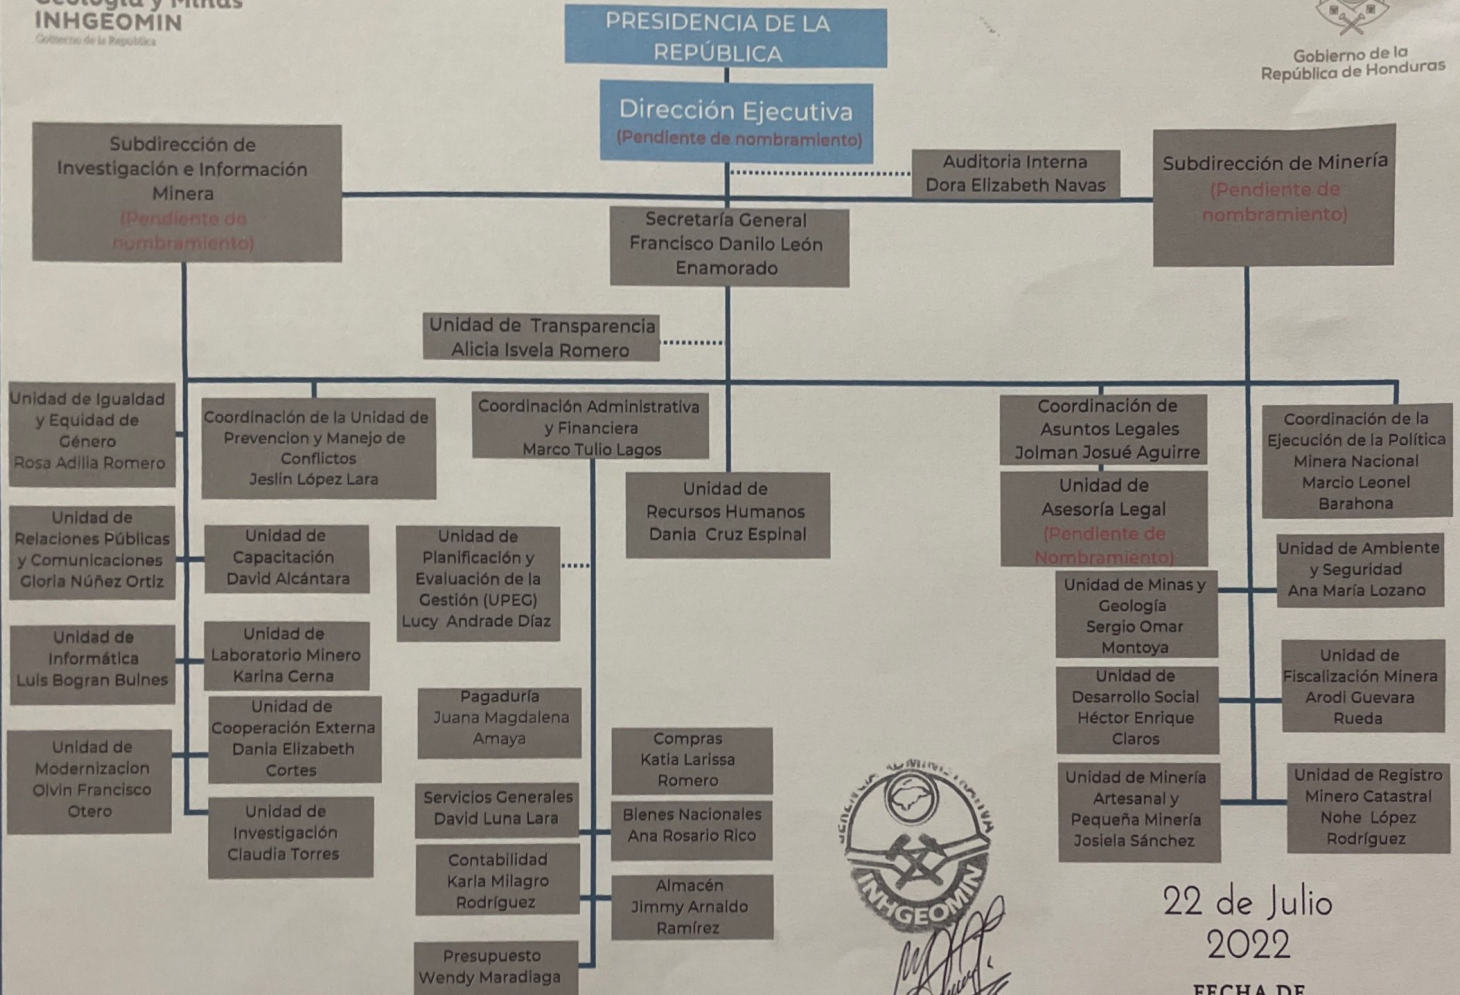 Geología y Minas
INHGEOMIN
Gobierno de la República
PRESIDENCIA DE LA
REPÚBLICA
Gobierno de la
República de Honduras
Dirección Ejecutiva
(Pendiente de nombramiento)
Subdirección de
Investigación e Información
Minera
(Pendiente de
nombramiento)
Auditoria Interna
Dora Elizabeth Navas
Subdirección de Minería
(Pendiente de
nombramiento)
Secretaría General
Francisco Danilo León
Enamorado
Unidad de Transparencia
Alicia Isvela Romero
Unidad de Igualdad
y Equidad de
Género
Rosa Adilia Romero
Coordinación de la Unidad de
Prevencion y Manejo de
Conflictos
Jeslin López Lara
Coordinación Administrativa
y Financiera
Marco Tulio Lagos
Unidad de
Recursos Humanos
Dania Cruz Espinal
Coordinación de
Asuntos Legales
Jolman Josué Aguirre
Unidad de
Asesoría Legal
(Pendiente de
Nombramiento)
Coordinación de la
Ejecución de la Política
Minera Nacional
Marcio Leonel
Barahona
Unidad de
Relaciones Públicas
y Comunicaciones
Gloria Núñez Ortiz
Unidad de
Capacitación
David Alcántara
Unidad de
Planificación y
Evaluación de la
Gestión (UPEG)
Lucy Andrade Díaz
Unidad de Minas y
Geología
Sergio Omar
Montoya
Unidad de Ambiente
y Seguridad
Ana María Lozano
Unidad de
Informática
Luis Bogran Bulnes
Unidad de
Laboratorio Minero
Karina Cerna
Unidad de
Desarrollo Social
Héctor Enrique
Claros
Unidad de
Fiscalización Minera
Arodi Guevara
Rueda
Unidad de
Modernizacion
Olvin Francisco
Otero
Unidad de
Cooperación Externa
Dania Elizabeth
Cortes
Pagaduría
Juana Magdalena
Amaya
Compras
Katia Larissa
Romero
Unidad de Minería
Artesanal y
Pequeña Minería
Josiela Sánchez
Unidad de Registro
Minero Catastral
Nohe López
Rodríguez
Unidad de
Investigación
Claudia Torres
Servicios Generales
David Luna Lara
Bienes Nacionales
Ana Rosario Rico
Contabilidad
Karla Milagro
Rodríguez
Almacén
Jimmy Arnaldo
Ramírez
Presupuesto
Wendy Maradiaga
GERENCIA ADMINISTRATIVA
INHGEOMIN
22 de Julio
2022
FECHA DE